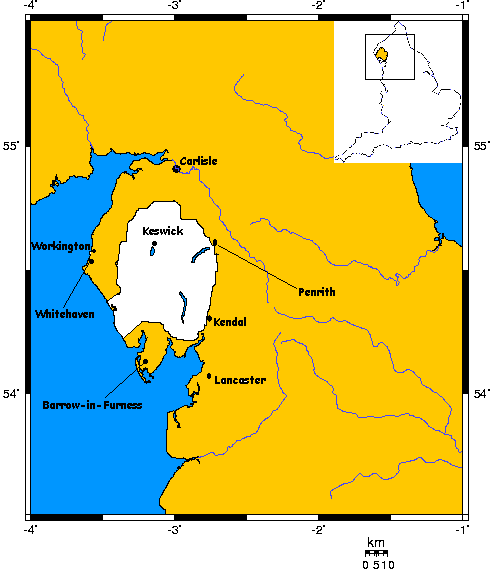 -4˚ -3˚ -2˚ -1˚
55˚ 55˚
Carlisle
Keswick
Workington
Penrith
Whitehaven
Kendal
Lancaster
54˚ 54˚
Barrow-in-Furness
-4˚ -3˚ -2˚ -1˚
km
0 5 10